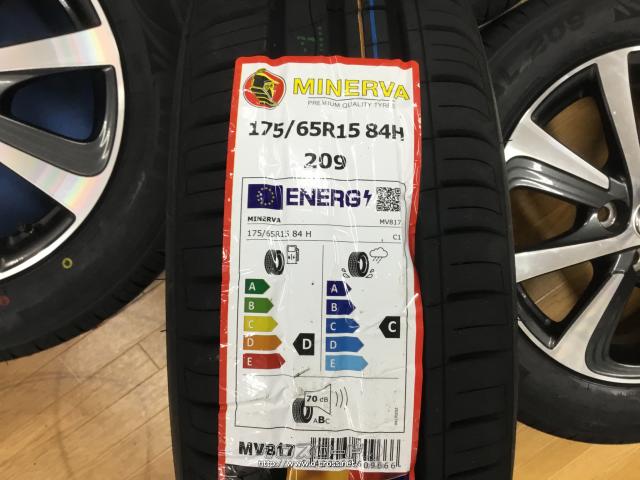 MINERVA
PREMIUM QUALITY TYRES
175/65R15 84H
209
ENERG
MINERVA
MV817
175/65R15 84 H
C1
A
B
C
D
E
D
A
B
C
D
E
C
70 dB
ABC
MV817
209